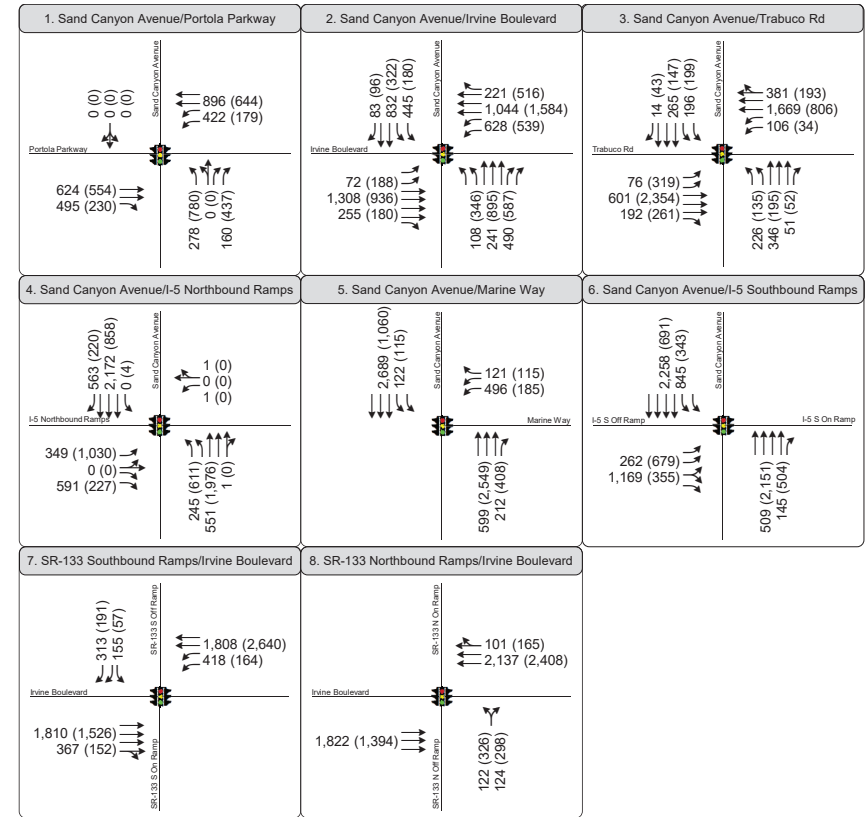 1. Sand Canyon Avenue/Portola Parkway
0 (0)
0 (0)
0 (0)
Sand Canyon Avenue
896 (644)
422 (179)
Portola Parkway
624 (554)
495 (230)
278 (780)
0 (0)
160 (437)
2. Sand Canyon Avenue/Irvine Boulevard
83 (96)
832 (322)
445 (180)
Sand Canyon Avenue
221 (516)
1,044 (1,584)
628 (539)
Irvine Boulevard
72 (188)
1,308 (936)
255 (180)
108 (346)
241 (895)
490 (587)
3. Sand Canyon Avenue/Trabuco Rd
14 (43)
265 (147)
196 (199)
Sand Canyon Avenue
381 (193)
1,669 (806)
106 (34)
Trabuco Rd
76 (319)
601 (2,354)
192 (261)
226 (135)
346 (195)
51 (52)
4. Sand Canyon Avenue/I-5 Northbound Ramps
563 (220)
2,172 (858)
0 (4)
Sand Canyon Avenue
1 (0)
0 (0)
1 (0)
I-5 Northbound Ramps
349 (1,030)
0 (0)
591 (227)
245 (611)
551 (1,976)
1 (0)
5. Sand Canyon Avenue/Marine Way
2,689 (1,060)
122 (115)
Sand Canyon Avenue
121 (115)
496 (185)
Marine Way
599 (2,549)
212 (408)
6. Sand Canyon Avenue/I-5 Southbound Ramps
2,258 (691)
845 (343)
Sand Canyon Avenue
I-5 S Off Ramp
I-5 S On Ramp
262 (679)
1,169 (355)
509 (2,151)
145 (504)
7. SR-133 Southbound Ramps/Irvine Boulevard
313 (191)
155 (57)
SR-133 S Off Ramp
1,808 (2,640)
418 (164)
Irvine Boulevard
1,810 (1,526)
367 (152)
SR-133 S On Ramp
8. SR-133 Northbound Ramps/Irvine Boulevard
SR-133 N On Ramp
101 (165)
2,137 (2,408)
Irvine Boulevard
1,822 (1,394)
SR-133 N Off Ramp
122 (326)
124 (298)